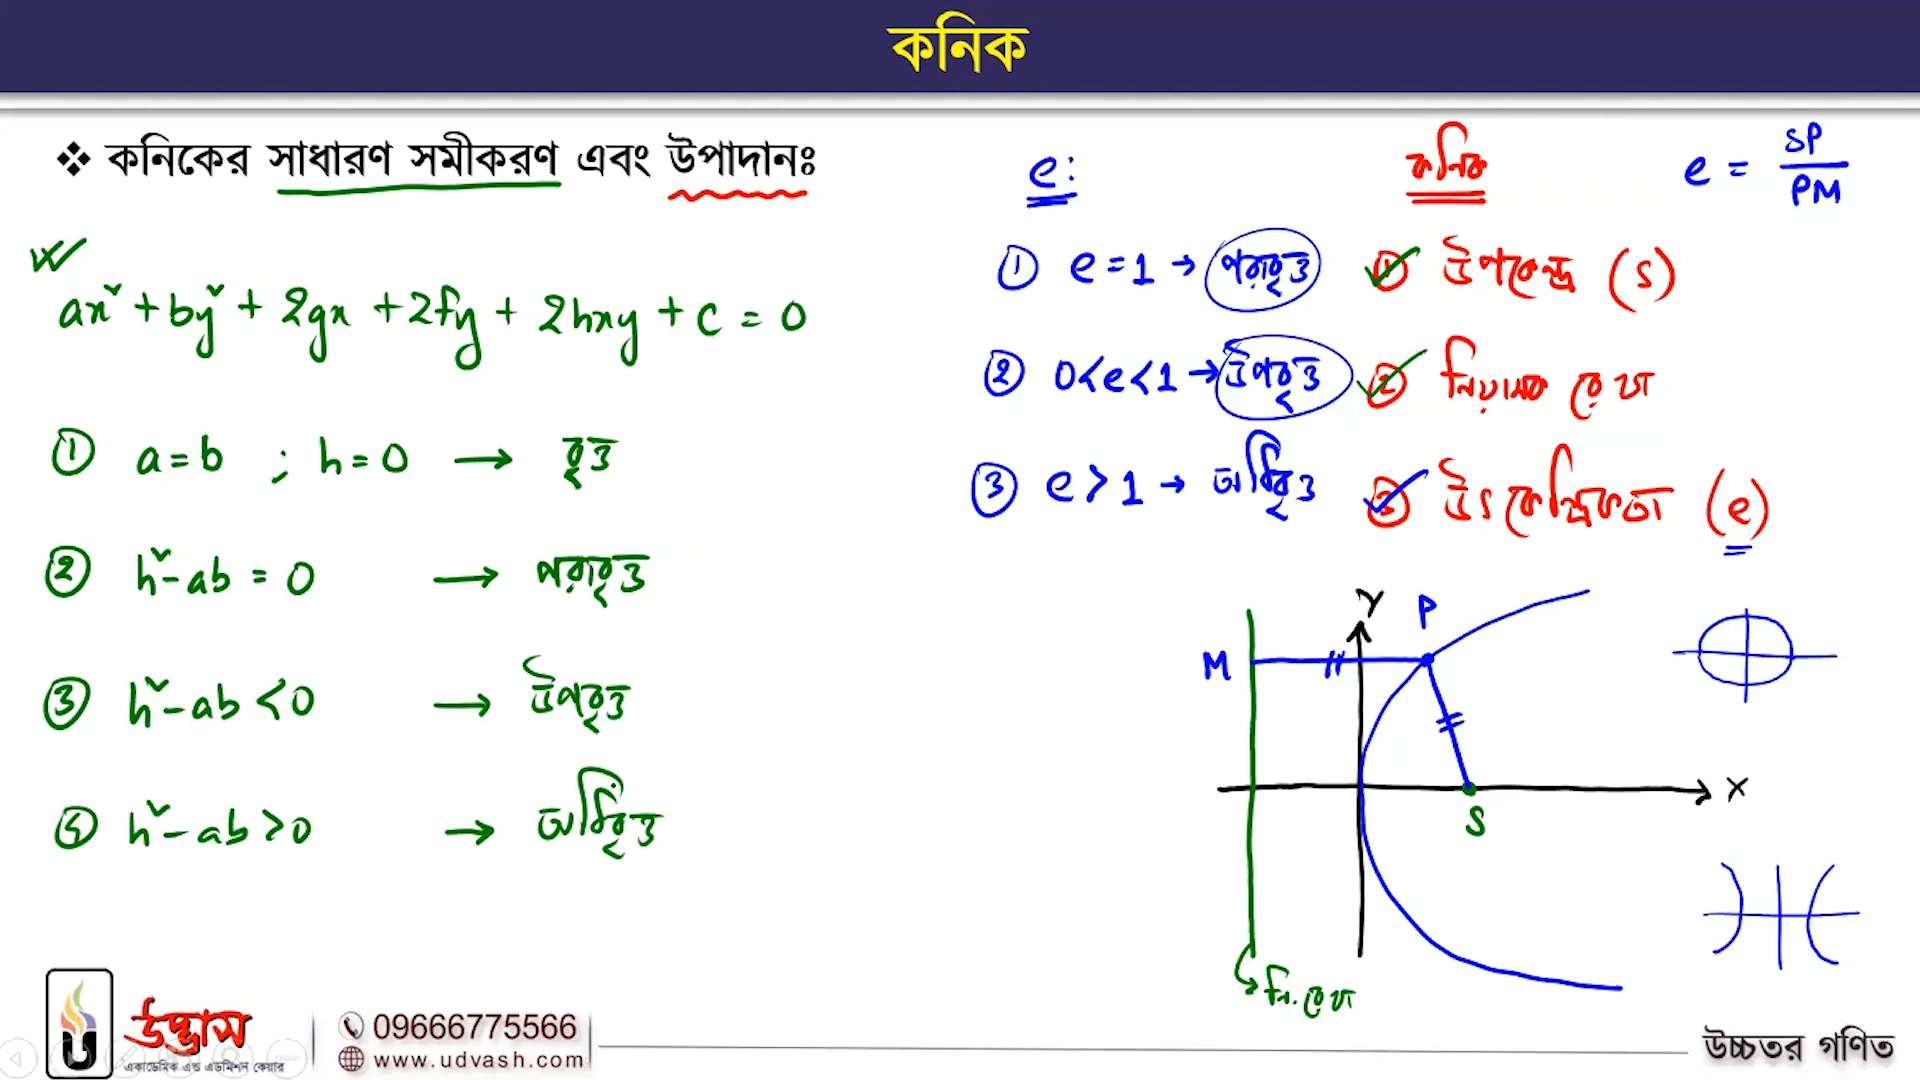 কনিক
❖ কনিকের সাধারণ সমীকরণ এবং উপাদানঃ
ax² + by² + 2gx + 2fy + 2hxy + c = 0
① a = b ; h = 0 → বৃত্ত
② h² - ab = 0 → পরাবৃত্ত
③ h² - ab < 0 → উপবৃত্ত
④ h² - ab > 0 → অধিবৃত্ত
e:
① e = 1 → পরাবৃত্ত
② 0 < e < 1 → উপবৃত্ত
③ e > 1 → অধিবৃত্ত
কনিক
① উপকেন্দ্র (S)
② নিয়ামক রেখা
③ উৎকেন্দ্রিকতা (e)
e = SP / PM
Y
P
M
X
S
নি. রেখা
উদ্ভাস
একাডেমিক এন্ড এডমিশন কেয়ার
09666775566
www.udvash.com
উচ্চতর গণিত